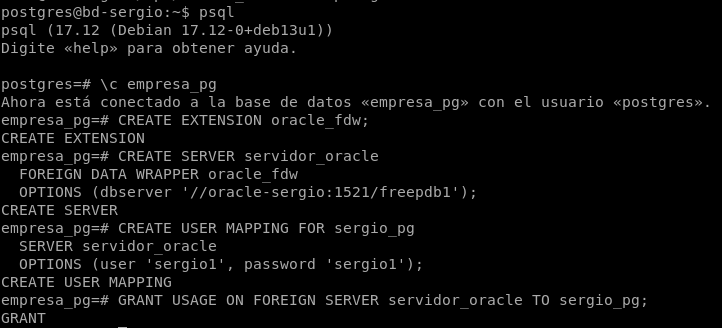 postgres@bd-sergio:~$ psql
psql (17.12 (Debian 17.12-0+deb13u1))
Digite «help» para obtener ayuda.
postgres=# \c empresa_pg
Ahora está conectado a la base de datos «empresa_pg» con el usuario «postgres».
empresa_pg=# CREATE EXTENSION oracle_fdw;
CREATE EXTENSION
empresa_pg=# CREATE SERVER servidor_oracle
  FOREIGN DATA WRAPPER oracle_fdw
  OPTIONS (dbserver '//oracle-sergio:1521/freepdb1');
CREATE SERVER
empresa_pg=# CREATE USER MAPPING FOR sergio_pg
  SERVER servidor_oracle
  OPTIONS (user 'sergio1', password 'sergio1');
CREATE USER MAPPING
empresa_pg=# GRANT USAGE ON FOREIGN SERVER servidor_oracle TO sergio_pg;
GRANT